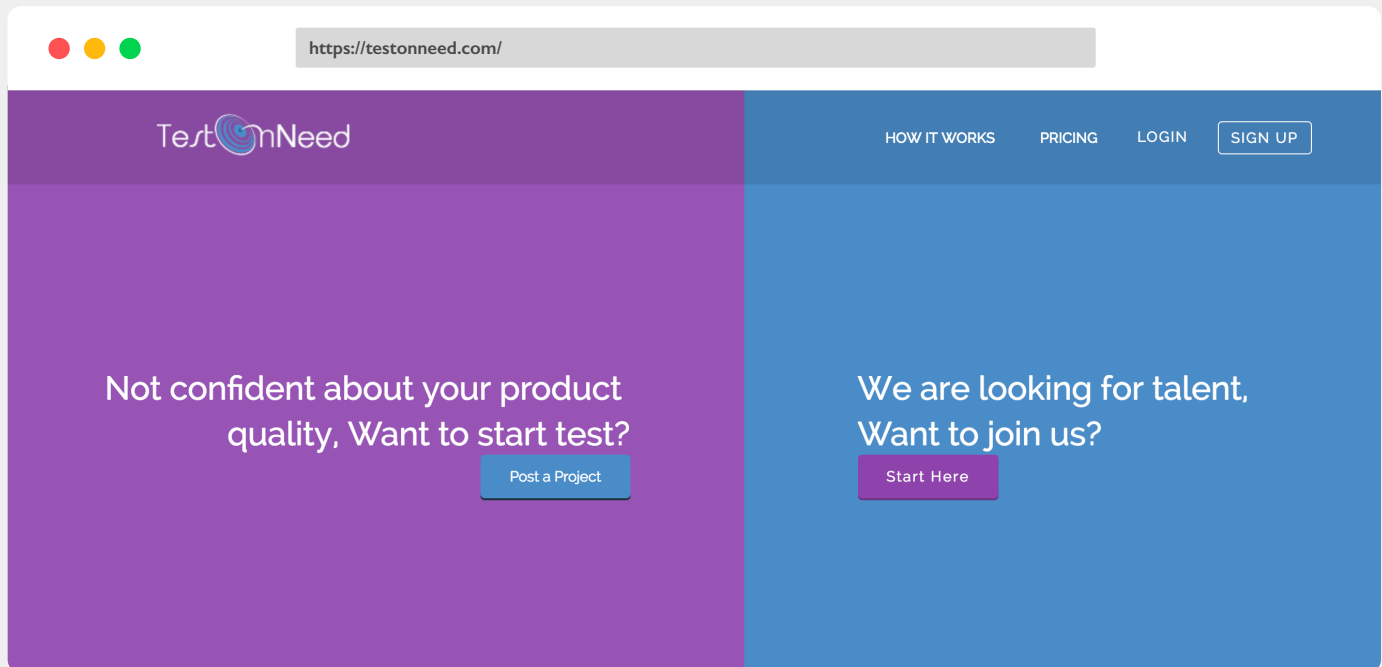 https://testonneed.com/
TestOnNeed
HOW IT WORKS
PRICING
LOGIN
SIGN UP
Not confident about your product
quality, Want to start test?
Post a Project
We are looking for talent,
Want to join us?
Start Here